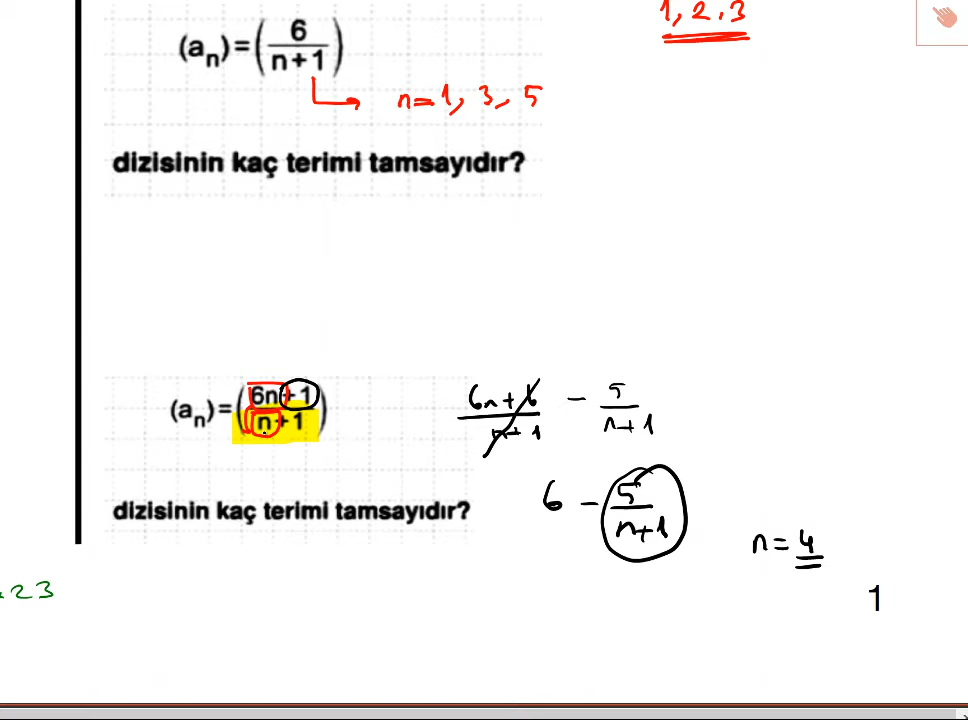 1, 2, 3
(aₙ) = (6/(n+1))
n = 1, 3, 5
dizisinin kaç terimi tamsayıdır?
(aₙ) = ((6n+1)/(n+1))
(6n+6)/(n+1) - 5/(n+1)
6 - 5/(n+1)
dizisinin kaç terimi tamsayıdır?
n = 4
23
1